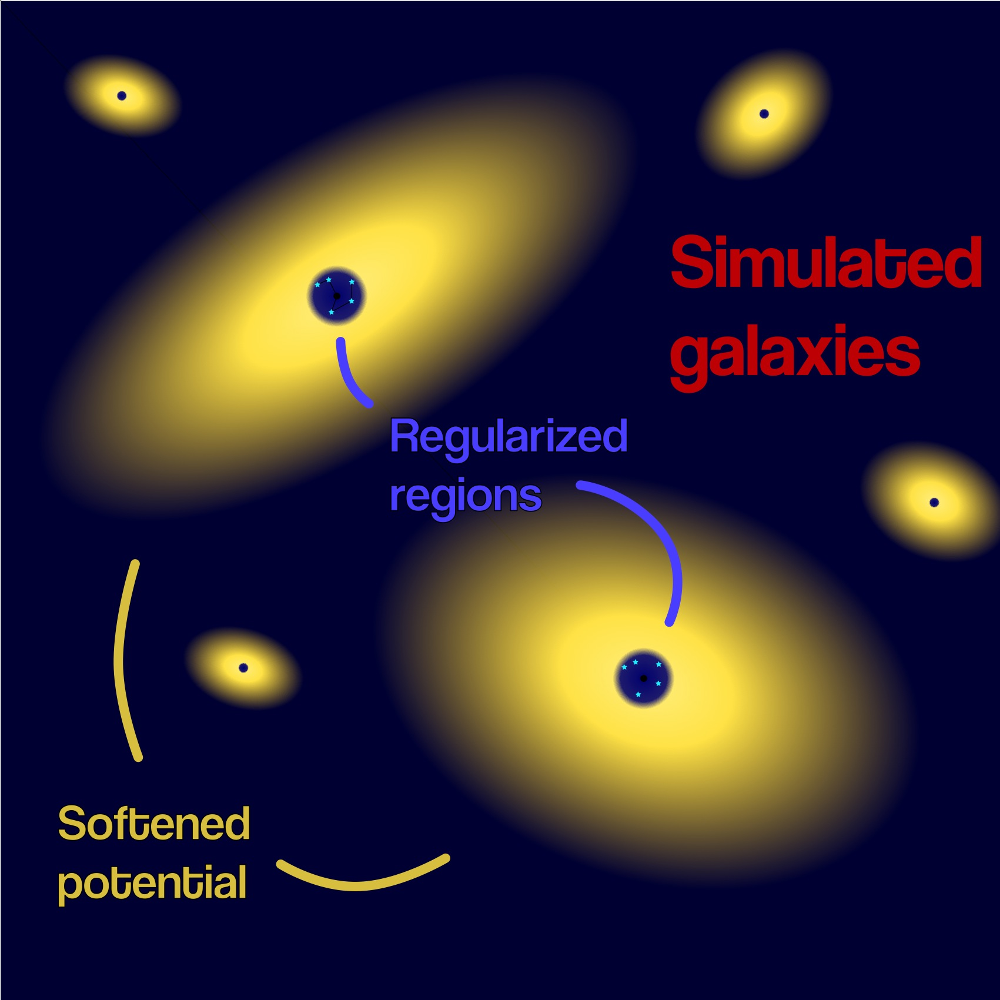 Simulated
galaxies
Regularized
regions
Softened
potential